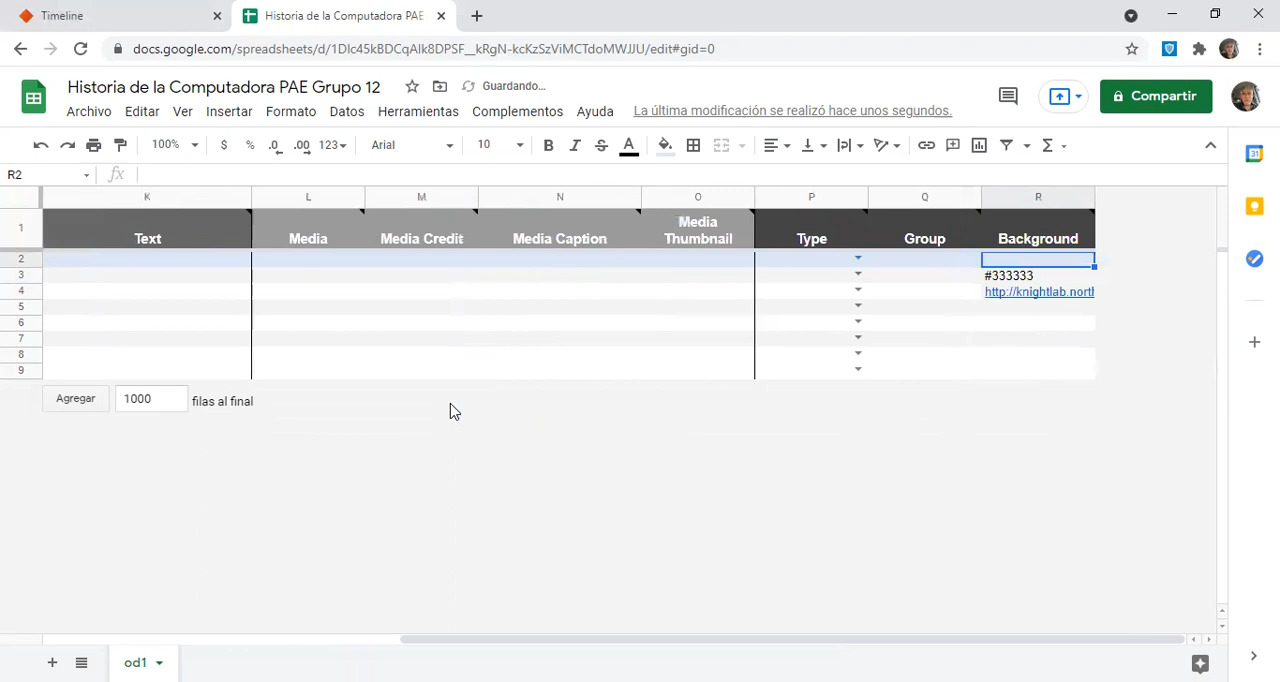 Timeline
Historia de la Computadora PAE
docs.google.com/spreadsheets/d/1Dlc45kBDCqAlk8DPSF__kRgN-kcKzSzViMCTdoMWJJU/edit#gid=0
Historia de la Computadora PAE Grupo 12
Guardando...
Archivo Editar Ver Insertar Formato Datos Herramientas Complementos Ayuda
La última modificación se realizó hace unos segundos.
Compartir
100% $ % .0 .00 123 Arial 10 B I S A Σ
R2 fx
K L M N O P Q R
1 Text Media Media Credit Media Caption Media Thumbnail Type Group Background
2
3 #333333
4 http://knightlab.north
5
6
7
8
9
Agregar 1000 filas al final
od1
31